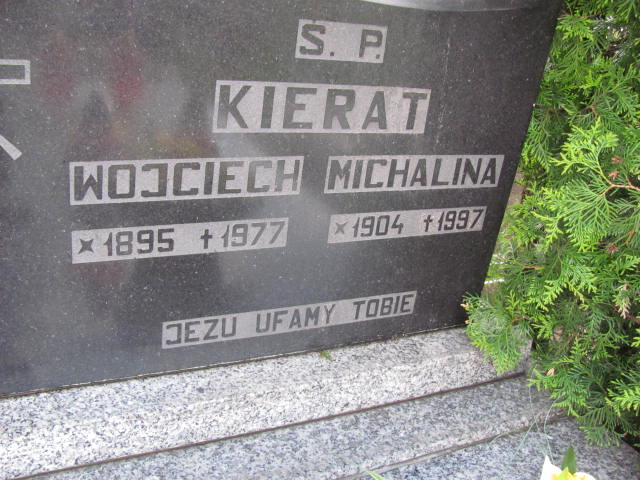 Ś. P.
KIERAT
WOJCIECH MICHALINA
*1895 †1977 *1904 †1997
JEZU UFAMY TOBIE